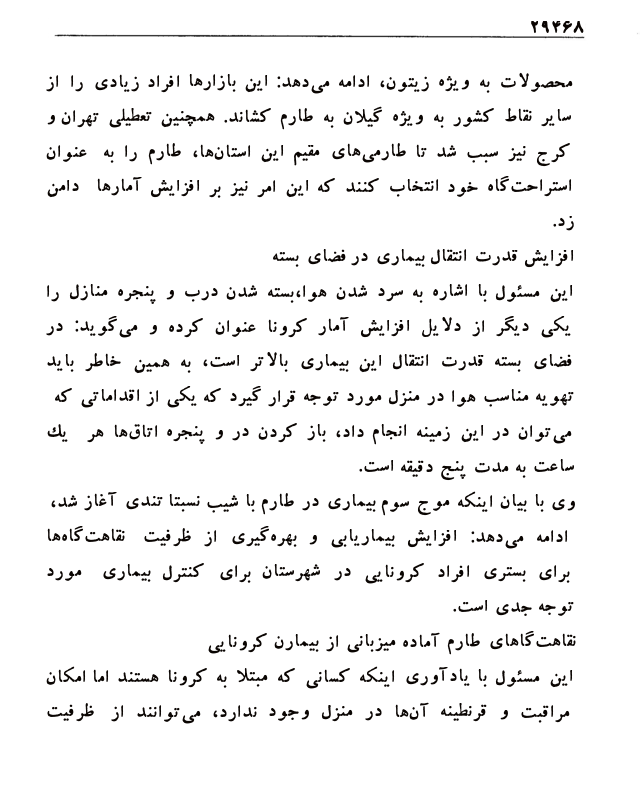 ۲۹۴۶۸
محصولات به ویژه زیتون، ادامه می‌دهد: این بازارها افراد زیادی را از
سایر نقاط کشور به ویژه گیلان به طارم کشاند. همچنین تعطیلی تهران و
کرج نیز سبب شد تا طارمی‌های مقیم این استان‌ها، طارم را به عنوان
استراحت‌گاه خود انتخاب کنند که این امر نیز بر افزایش آمارها دامن
زد.
افزایش قدرت انتقال بیماری در فضای بسته
این مسئول با اشاره به سرد شدن هوا،بسته شدن درب و پنجره منازل را
یکی دیگر از دلایل افزایش آمار کرونا عنوان کرده و می‌گوید: در
فضای بسته قدرت انتقال این بیماری بالاتر است، به همین خاطر باید
تهویه مناسب هوا در منزل مورد توجه قرار گیرد که یکی از اقداماتی که
می‌توان در این زمینه انجام داد، باز کردن در و پنجره اتاق‌ها هر یك
ساعت به مدت پنج دقیقه است.
وی با بیان اینکه موج سوم بیماری در طارم با شیب نسبتا تندی آغاز شد،
ادامه می‌دهد: افزایش بیماریابی و بهره‌گیری از ظرفیت نقاهت‌گاه‌ها
برای بستری افراد کرونایی در شهرستان برای کنترل بیماری مورد
توجه جدی است.
نقاهت‌گاهای طارم آماده میزبانی از بیمارن کرونایی
این مسئول با یادآوری اینکه کسانی که مبتلا به کرونا هستند اما امکان
مراقبت و قرنطینه آن‌ها در منزل وجود ندارد، می‌توانند از ظرفیت